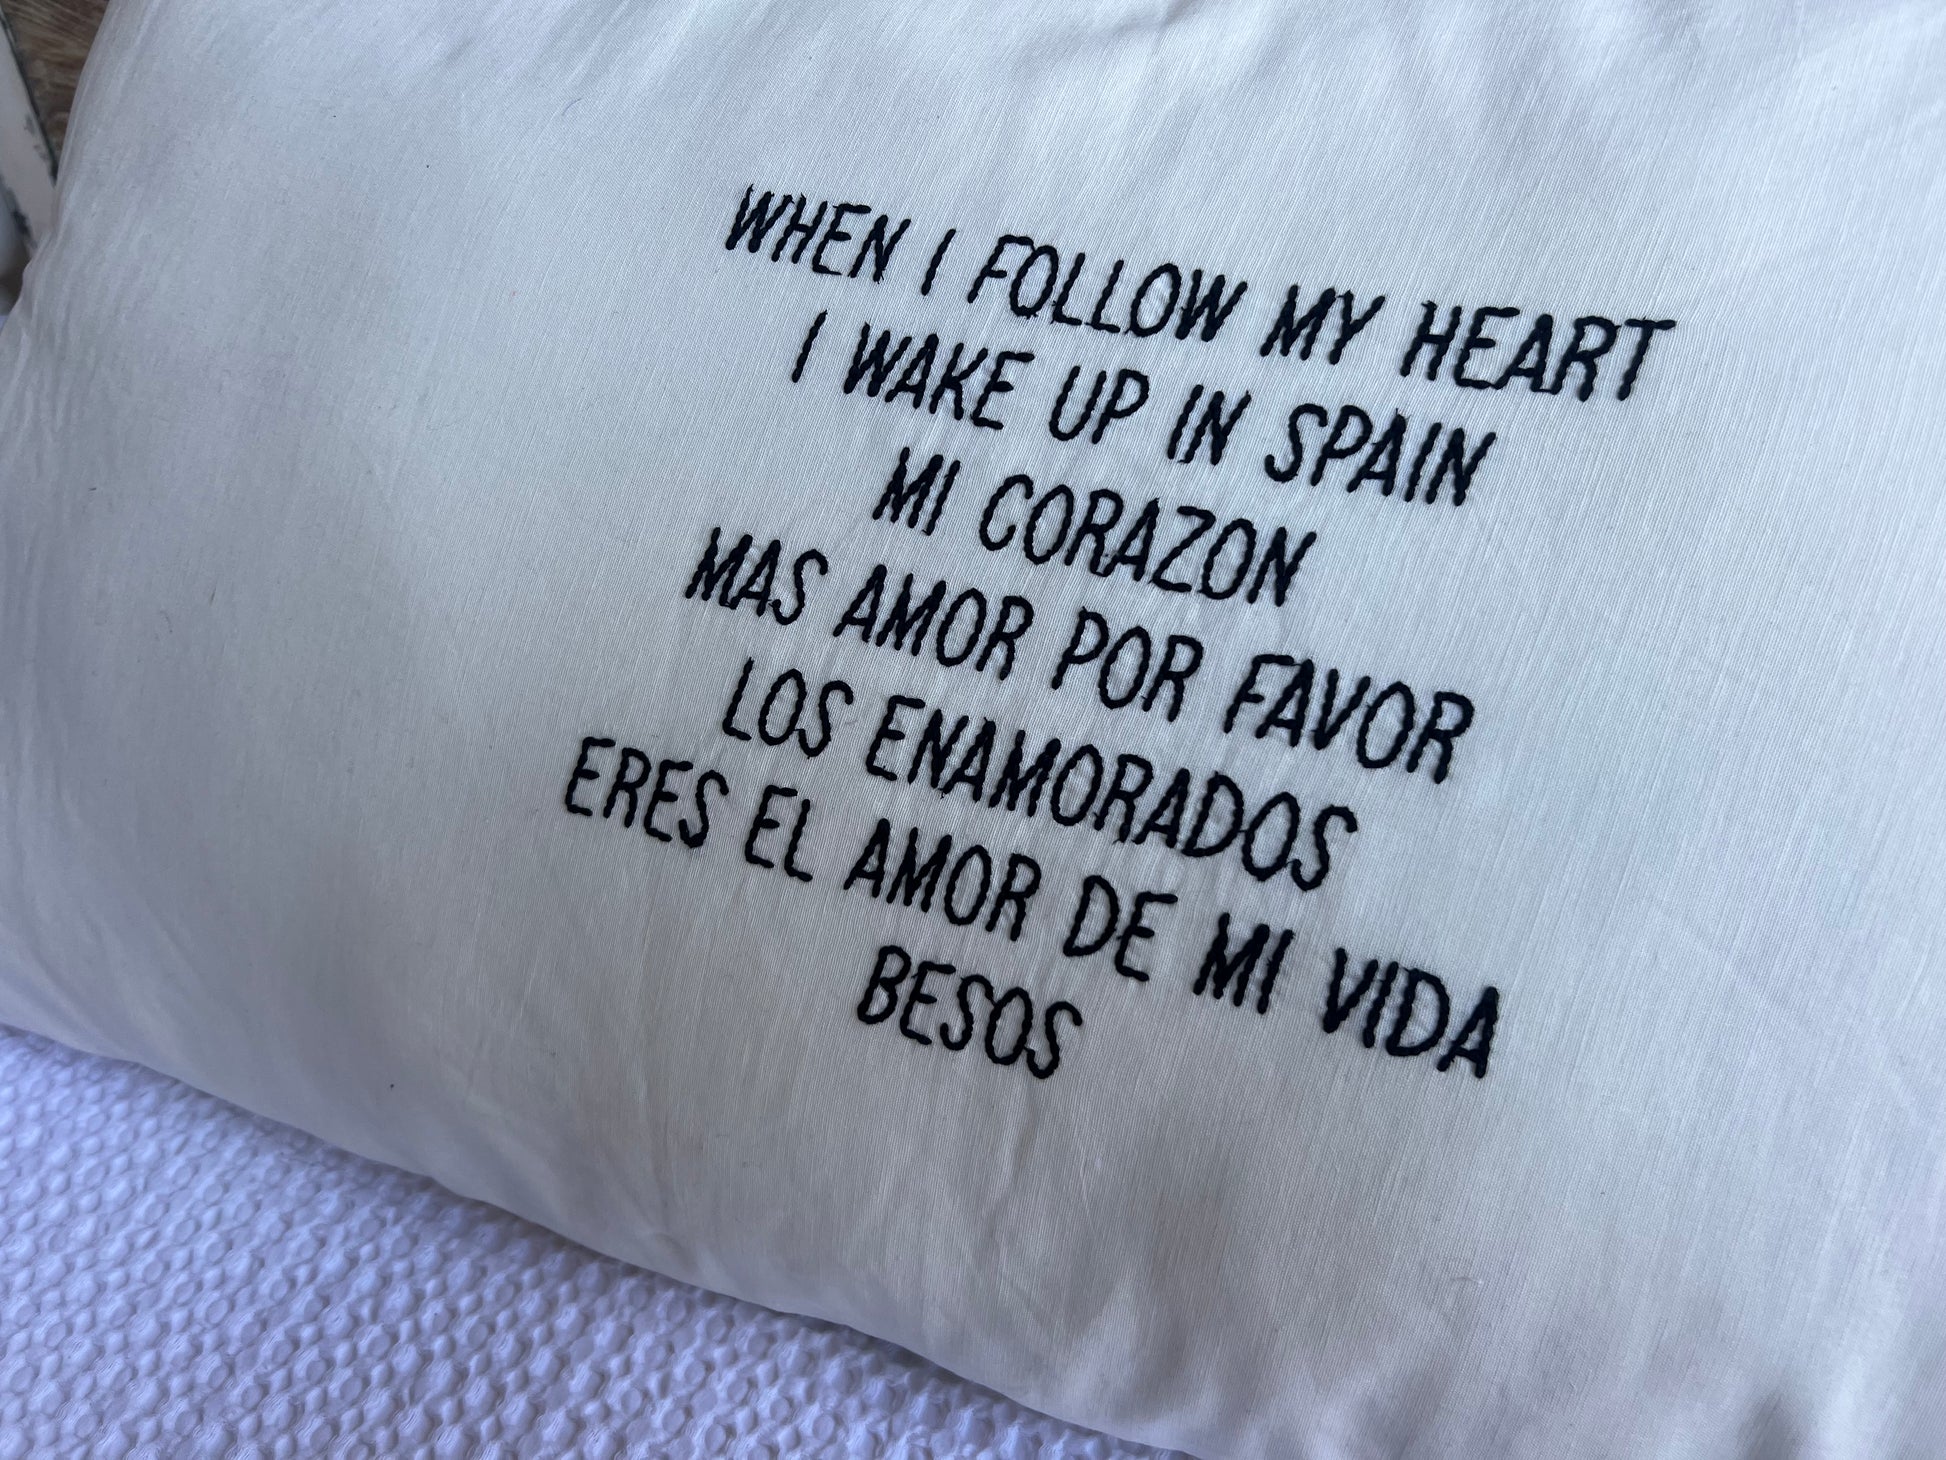 WHEN I FOLLOW MY HEART
I WAKE UP IN SPAIN
MI CORAZON
MAS AMOR POR FAVOR
LOS ENAMORADOS
ERES EL AMOR DE MI VIDA
BESOS